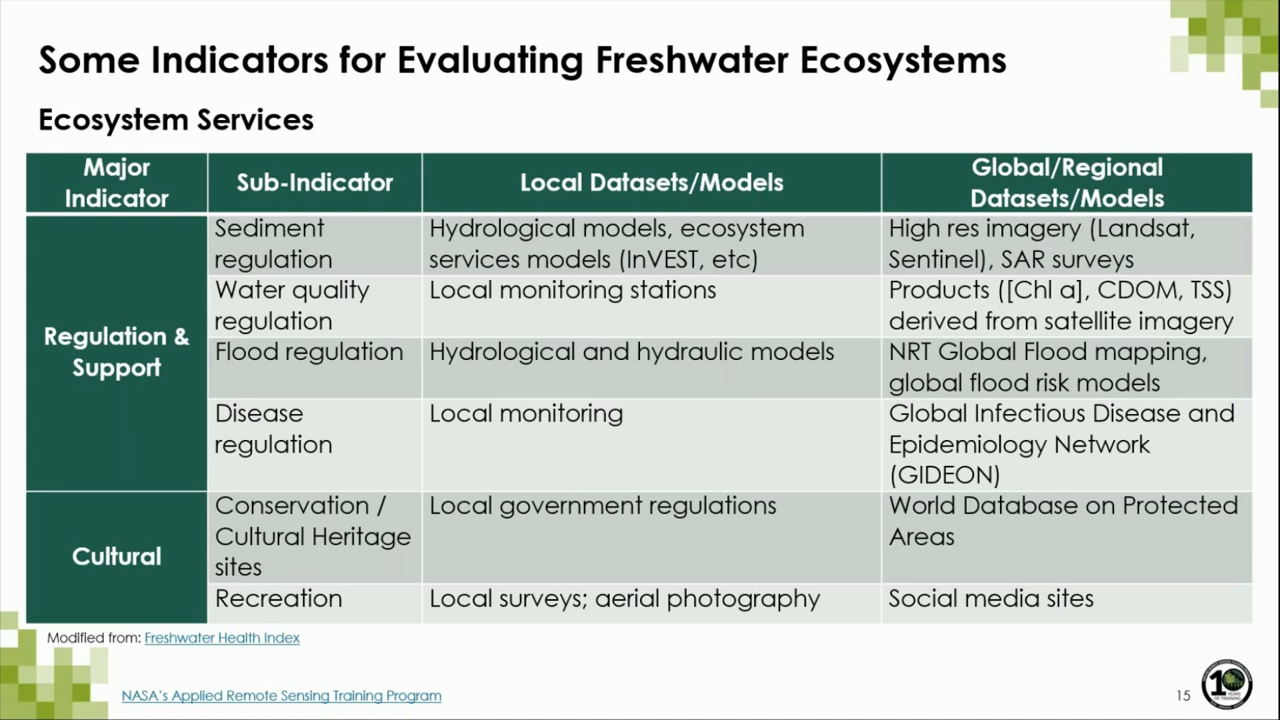 Some Indicators for Evaluating Freshwater Ecosystems
Ecosystem Services
Major
Indicator
Sub-Indicator
Local Datasets/Models
Global/Regional
Datasets/Models
Regulation &
Support
Sediment
regulation
Hydrological models, ecosystem
services models (InVEST, etc)
High res imagery (Landsat,
Sentinel), SAR surveys
Water quality
regulation
Local monitoring stations
Products ([Chl a], CDOM, TSS)
derived from satellite imagery
Flood regulation
Hydrological and hydraulic models
NRT Global Flood mapping,
global flood risk models
Disease
regulation
Local monitoring
Global Infectious Disease and
Epidemiology Network
(GIDEON)
Cultural
Conservation /
Cultural Heritage
sites
Local government regulations
World Database on Protected
Areas
Recreation
Local surveys; aerial photography
Social media sites
Modified from: Freshwater Health Index
NASA's Applied Remote Sensing Training Program
15
10
YEARS
OF TRAINING